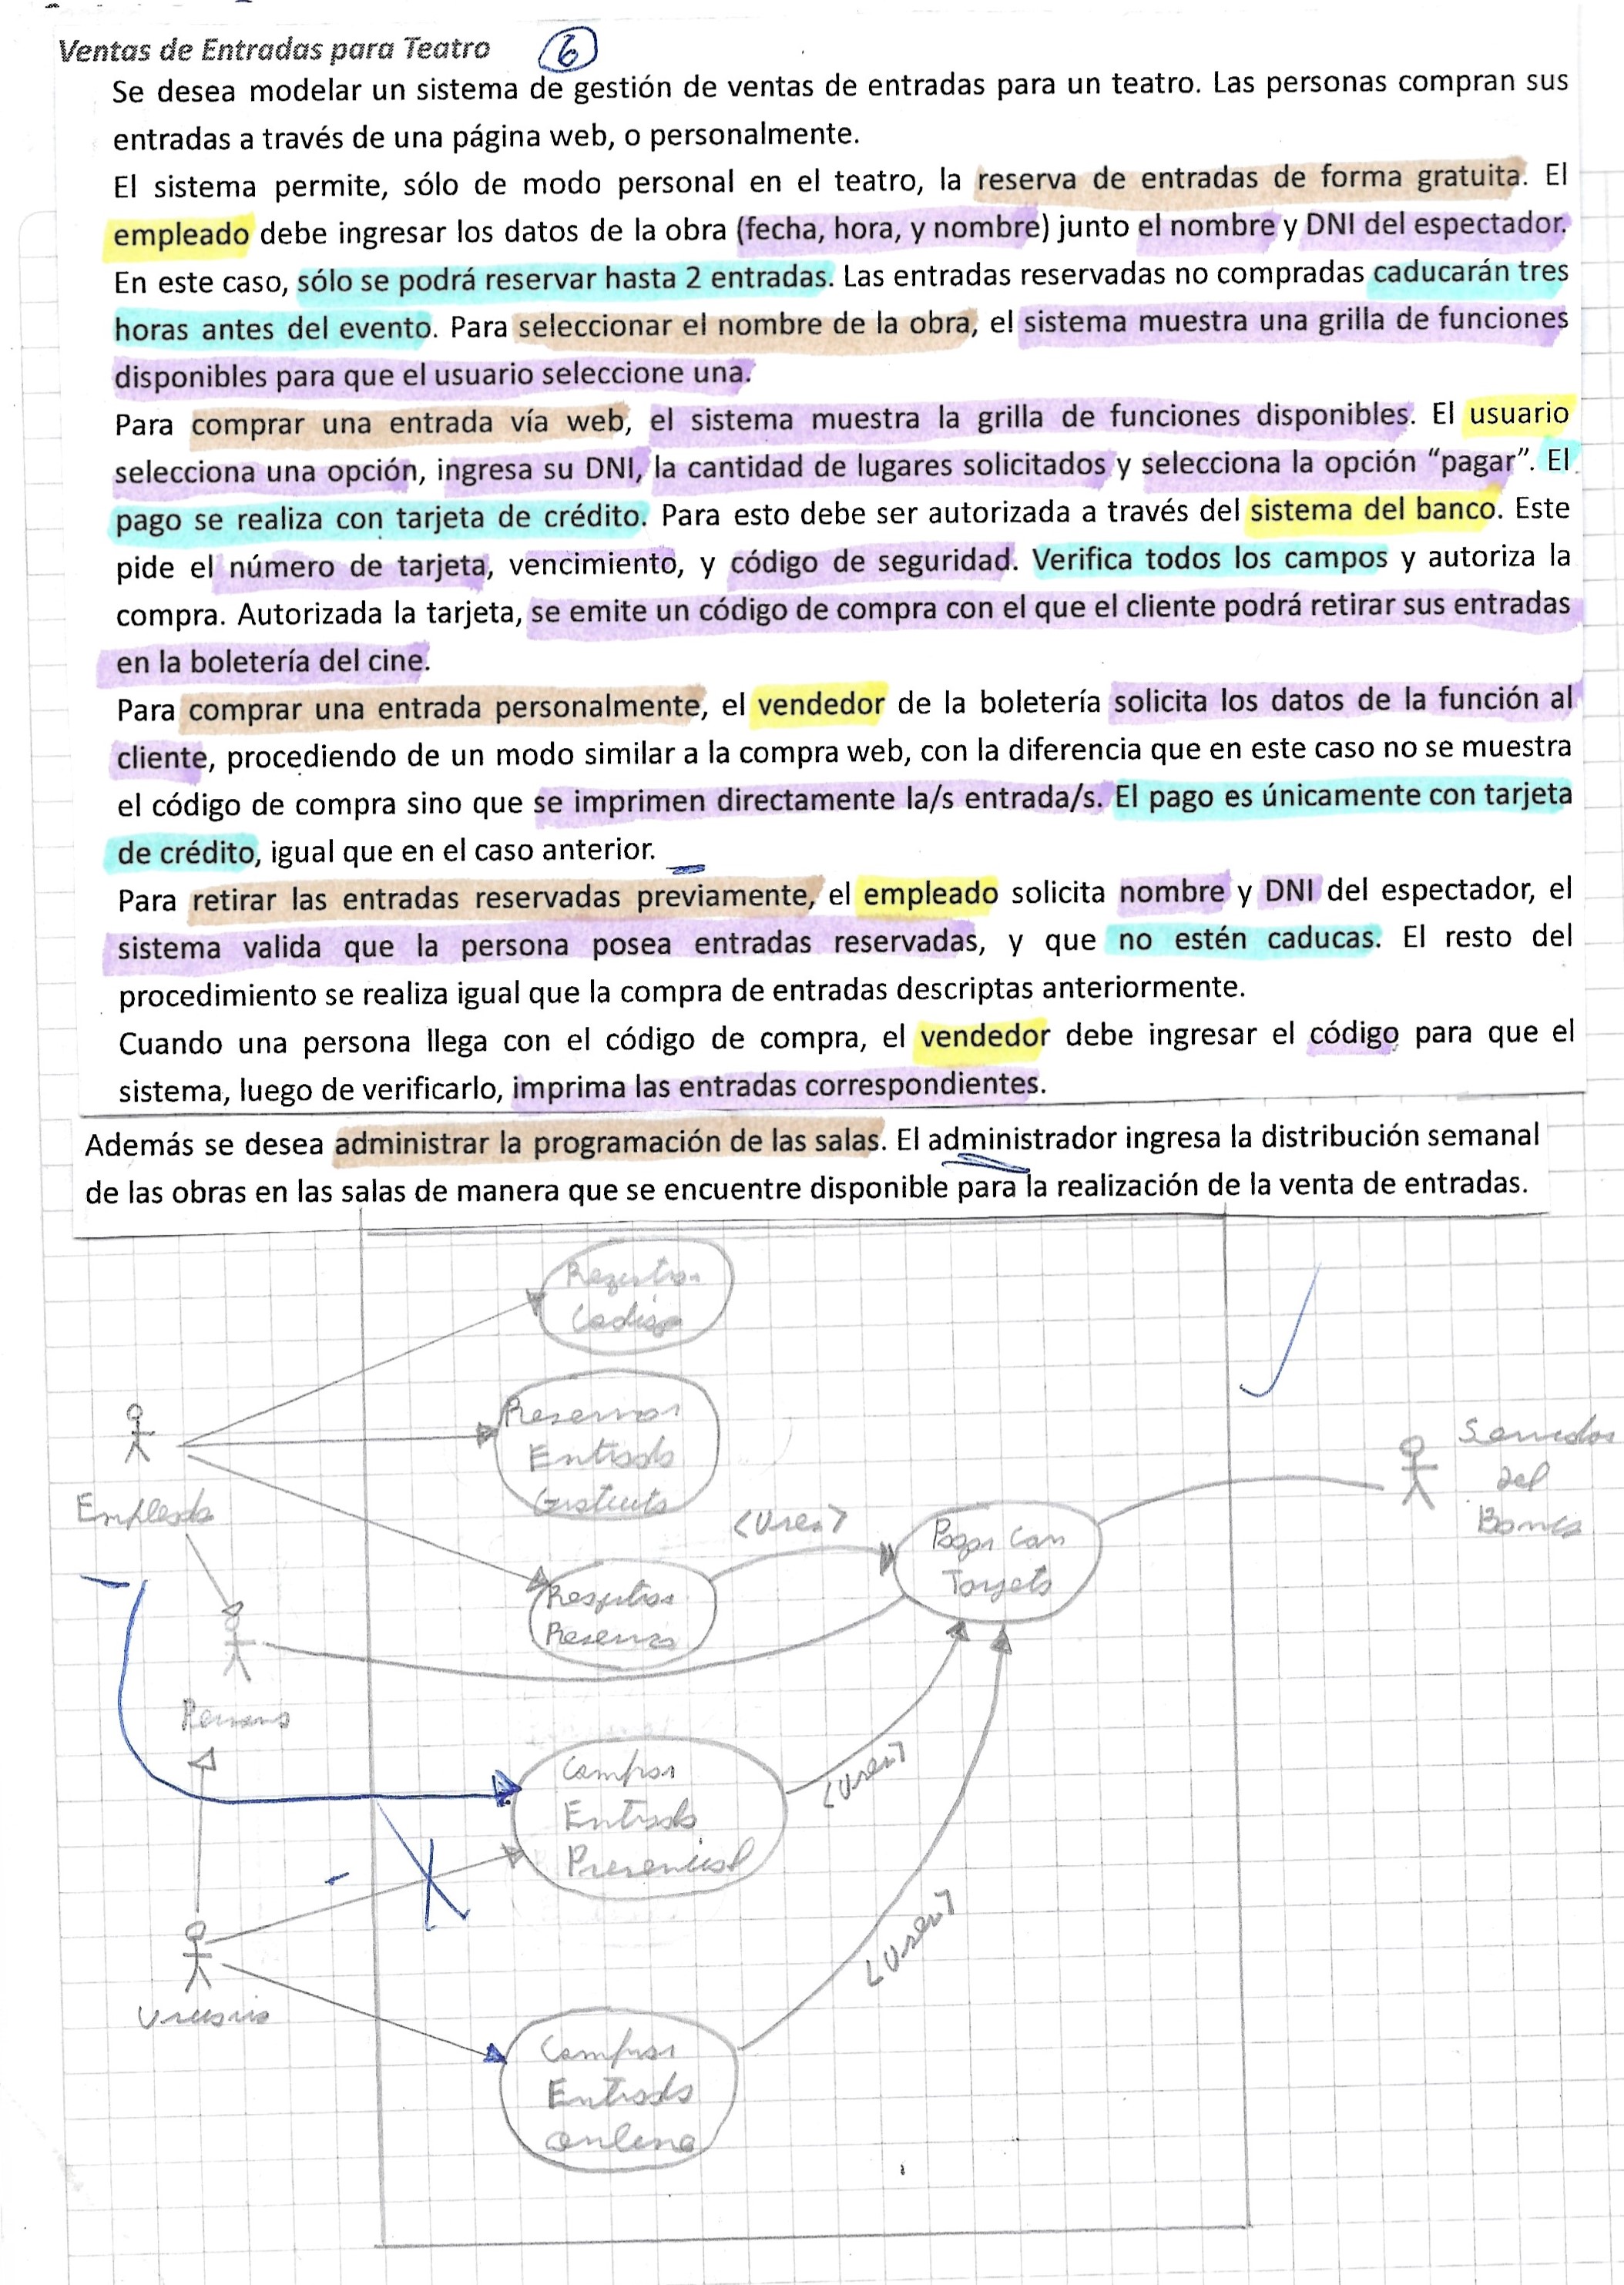 Ventas de Entradas para Teatro 6
Se desea modelar un sistema de gestión de ventas de entradas para un teatro. Las personas compran sus
entradas a través de una página web, o personalmente.
El sistema permite, sólo de modo personal en el teatro, la reserva de entradas de forma gratuita. El
empleado debe ingresar los datos de la obra (fecha, hora, y nombre) junto el nombre y DNI del espectador.
En este caso, sólo se podrá reservar hasta 2 entradas. Las entradas reservadas no compradas caducarán tres
horas antes del evento. Para seleccionar el nombre de la obra, el sistema muestra una grilla de funciones
disponibles para que el usuario seleccione una.
Para comprar una entrada vía web, el sistema muestra la grilla de funciones disponibles. El usuario
selecciona una opción, ingresa su DNI, la cantidad de lugares solicitados y selecciona la opción “pagar”. El
pago se realiza con tarjeta de crédito. Para esto debe ser autorizada a través del sistema del banco. Este
pide el número de tarjeta, vencimiento, y código de seguridad. Verifica todos los campos y autoriza la
compra. Autorizada la tarjeta, se emite un código de compra con el que el cliente podrá retirar sus entradas
en la boletería del cine.
Para comprar una entrada personalmente, el vendedor de la boletería solicita los datos de la función al
cliente, procediendo de un modo similar a la compra web, con la diferencia que en este caso no se muestra
el código de compra sino que se imprimen directamente la/s entrada/s. El pago es únicamente con tarjeta
de crédito, igual que en el caso anterior.
Para retirar las entradas reservadas previamente, el empleado solicita nombre y DNI del espectador, el
sistema valida que la persona posea entradas reservadas, y que no estén caducas. El resto del
procedimiento se realiza igual que la compra de entradas descriptas anteriormente.
Cuando una persona llega con el código de compra, el vendedor debe ingresar el código para que el
sistema, luego de verificarlo, imprima las entradas correspondientes.
Además se desea administrar la programación de las salas. El administrador ingresa la distribución semanal
de las obras en las salas de manera que se encuentre disponible para la realización de la venta de entradas.
Registrar
Codigo
Reservar
Entrada
Gratuita
Empleado
Servidor
del
Banco
<Uses>
Pagar Con
Tarjeta
Registrar
Reserva
Persona
Comprar
Entrada
Presencial
<Uses>
<Uses>
Usuario
Comprar
Entrada
online